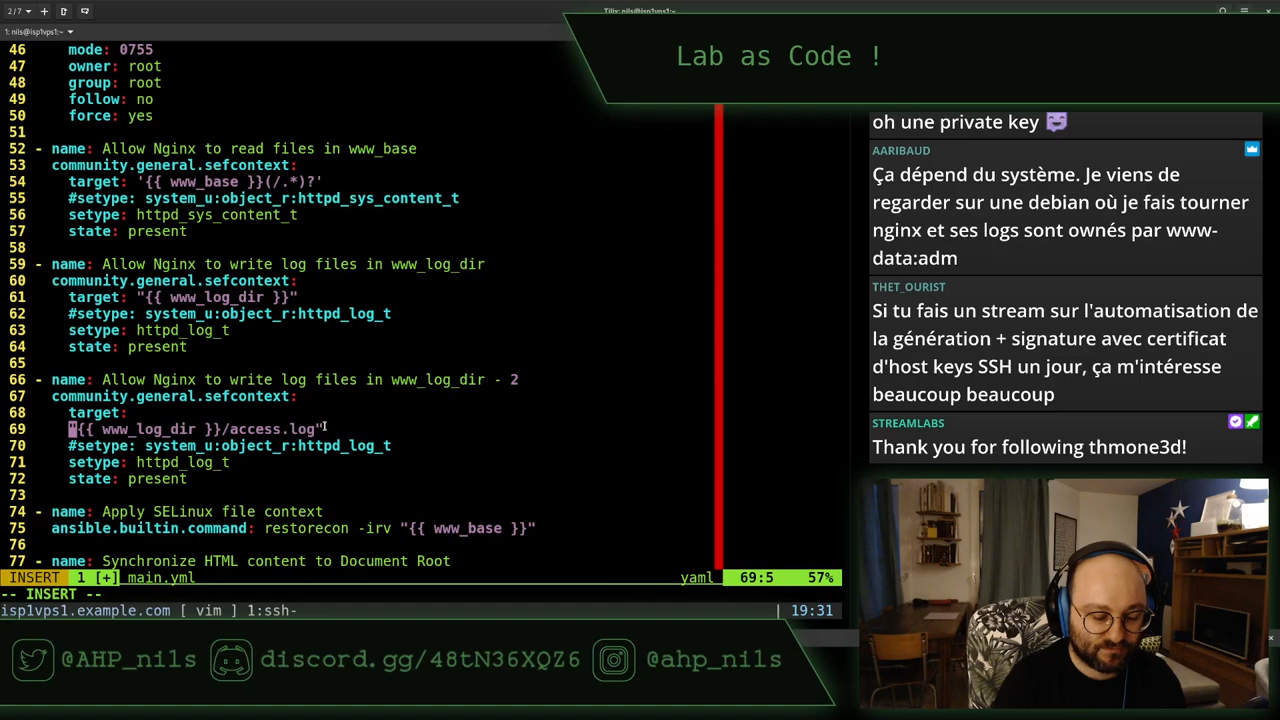 2/7
Tilix: nils@isp1vps1:~
1: nils@isp1vps1:~
46 mode: 0755
47 owner: root
48 group: root
49 follow: no
50 force: yes
51
52 - name: Allow Nginx to read files in www_base
53 community.general.sefcontext:
54 target: '{{ www_base }}(/.*)?'
55 #setype: system_u:object_r:httpd_sys_content_t
56 setype: httpd_sys_content_t
57 state: present
58
59 - name: Allow Nginx to write log files in www_log_dir
60 community.general.sefcontext:
61 target: "{{ www_log_dir }}"
62 #setype: system_u:object_r:httpd_log_t
63 setype: httpd_log_t
64 state: present
65
66 - name: Allow Nginx to write log files in www_log_dir - 2
67 community.general.sefcontext:
68 target:
69 "{{ www_log_dir }}/access.log"
70 #setype: system_u:object_r:httpd_log_t
71 setype: httpd_log_t
72 state: present
73
74 - name: Apply SELinux file context
75 ansible.builtin.command: restorecon -irv "{{ www_base }}"
76
77 - name: Synchronize HTML content to Document Root
INSERT 1 [+] main.yml yaml 69:5 57%
-- INSERT --
isp1vps1.example.com [ vim ] 1:ssh- | 19:31
Lab as Code !
oh une private key
AARIBAUD
Ça dépend du système. Je viens de
regarder sur une debian où je fais tourner
nginx et ses logs sont ownés par www-
data:adm
THET_OURIST
Si tu fais un stream sur l'automatisation de
la génération + signature avec certificat
d'host keys SSH un jour, ça m'intéresse
beaucoup beaucoup
STREAMLABS
Thank you for following thmone3d!
@AHP_nils discord.gg/48tN36XQZ6 @ahp_nils